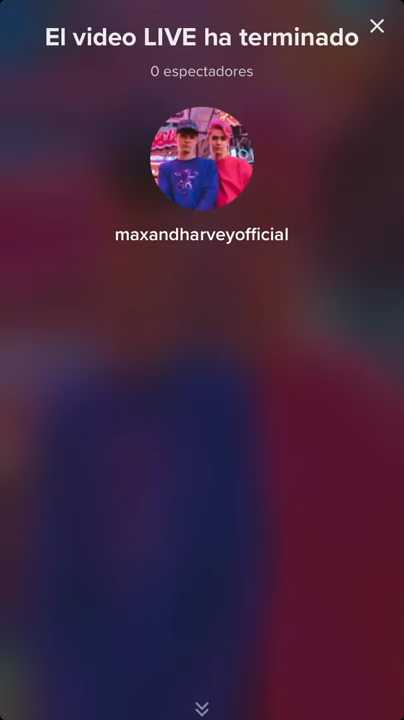 El video LIVE ha terminado
0 espectadores
maxandharveyofficial